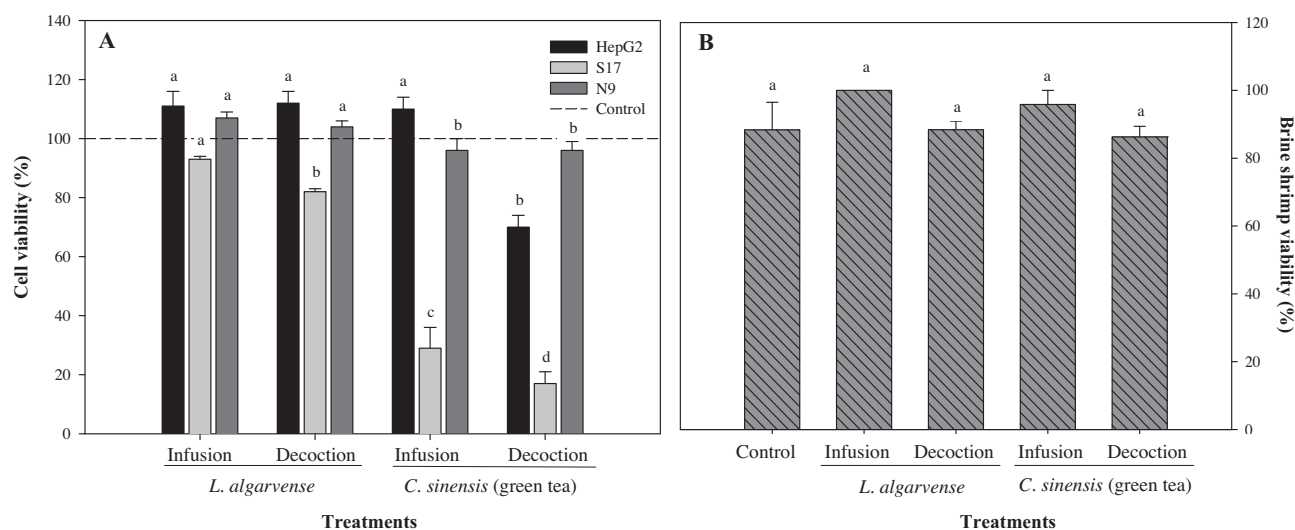 A
HepG2
S17
N9
Control
Cell viability (%)
140
120
100
80
60
40
20
0
a
a
a
a
b
a
a
c
b
b
d
b
Infusion
Decoction
Infusion
Decoction
L. algarvense
C. sinensis (green tea)
Treatments
B
Brine shrimp viability (%)
120
100
80
60
40
20
0
a
a
a
a
a
Control
Infusion
Decoction
Infusion
Decoction
L. algarvense
C. sinensis (green tea)
Treatments